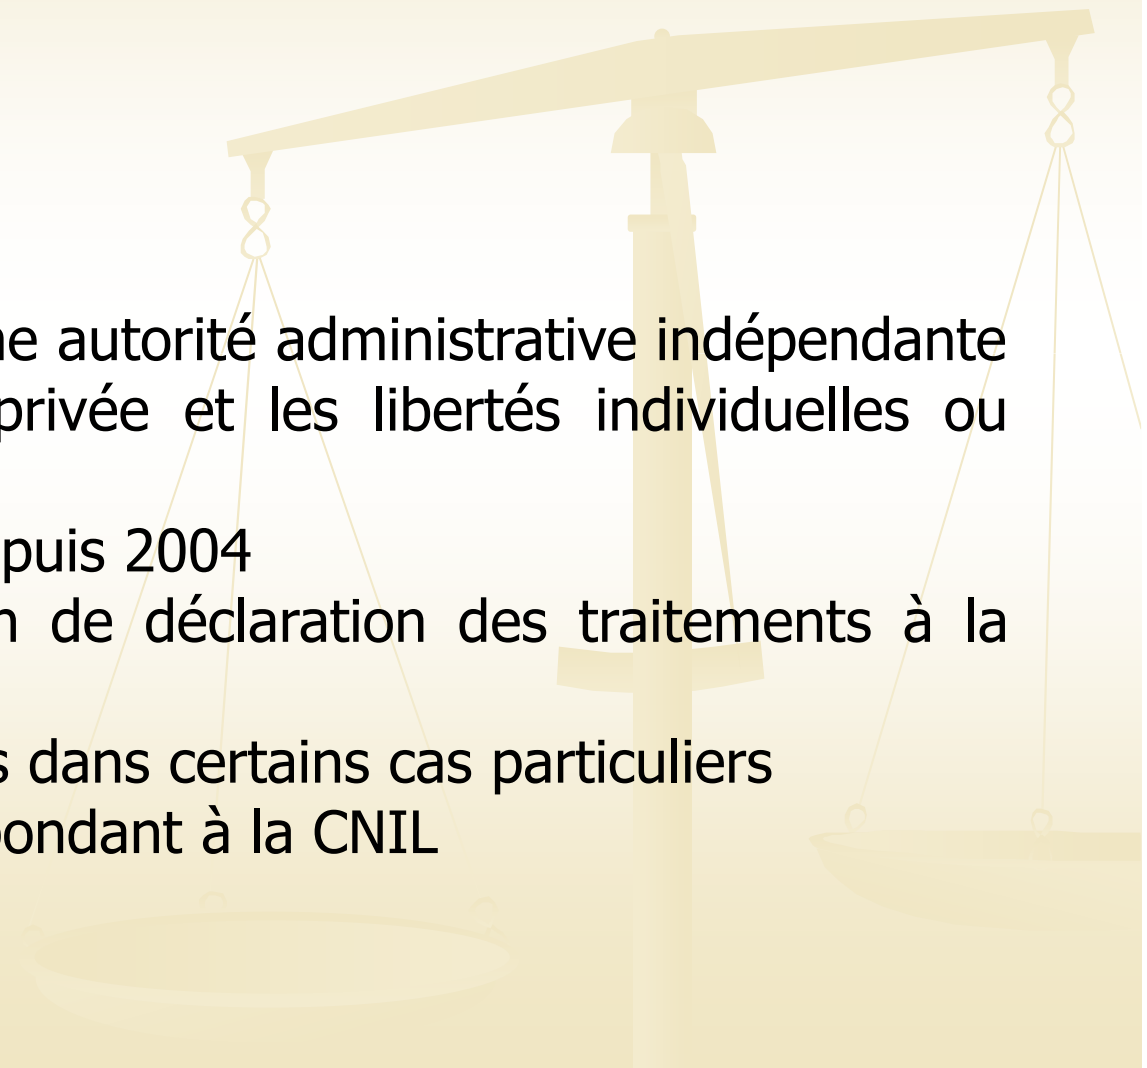 ne autorité administrative indépendante
privée et les libertés individuelles ou
puis 2004
n de déclaration des traitements à la
s dans certains cas particuliers
pondant à la CNIL